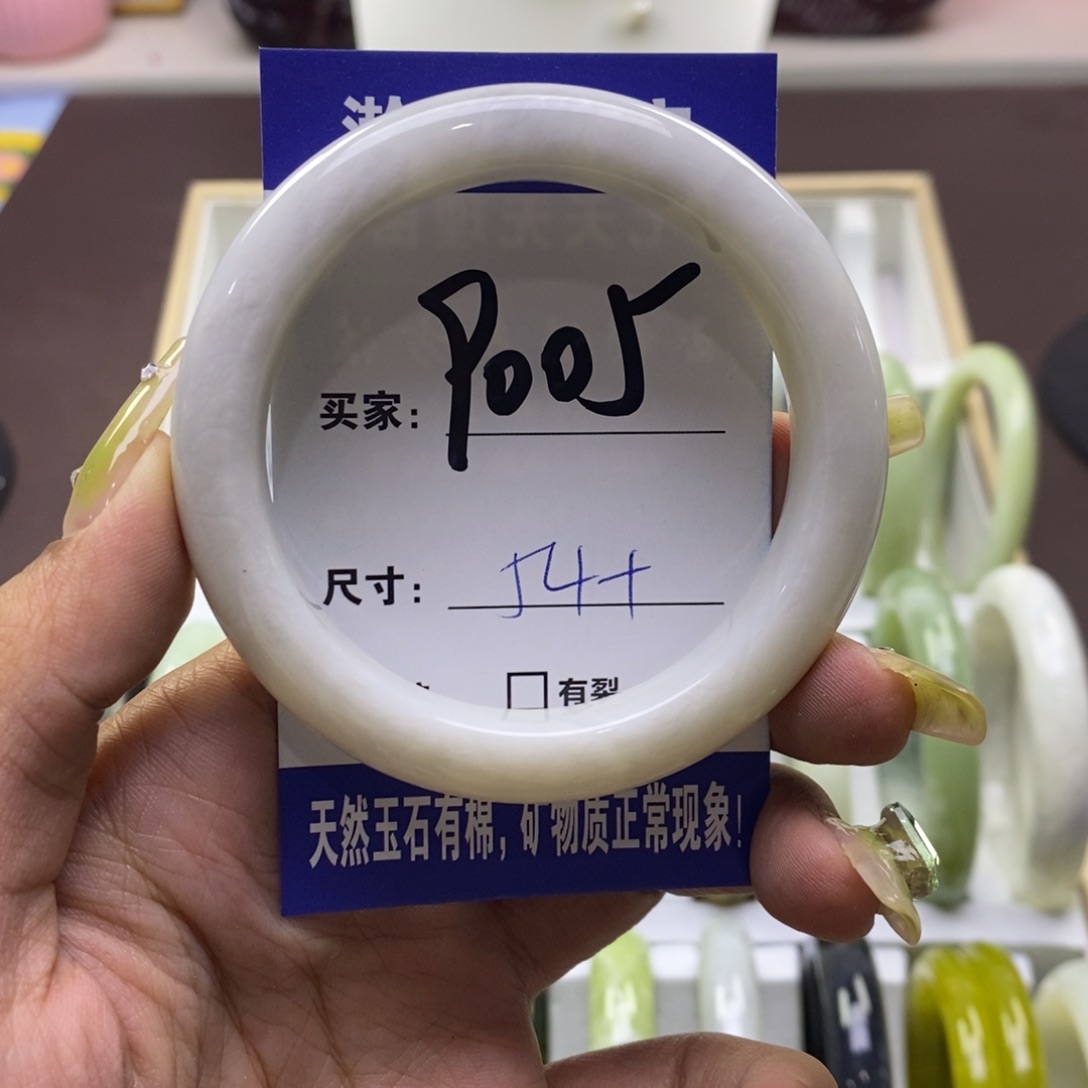 买家: P005
尺寸: 54+
有裂
天然玉石有棉,矿物质正常现象!